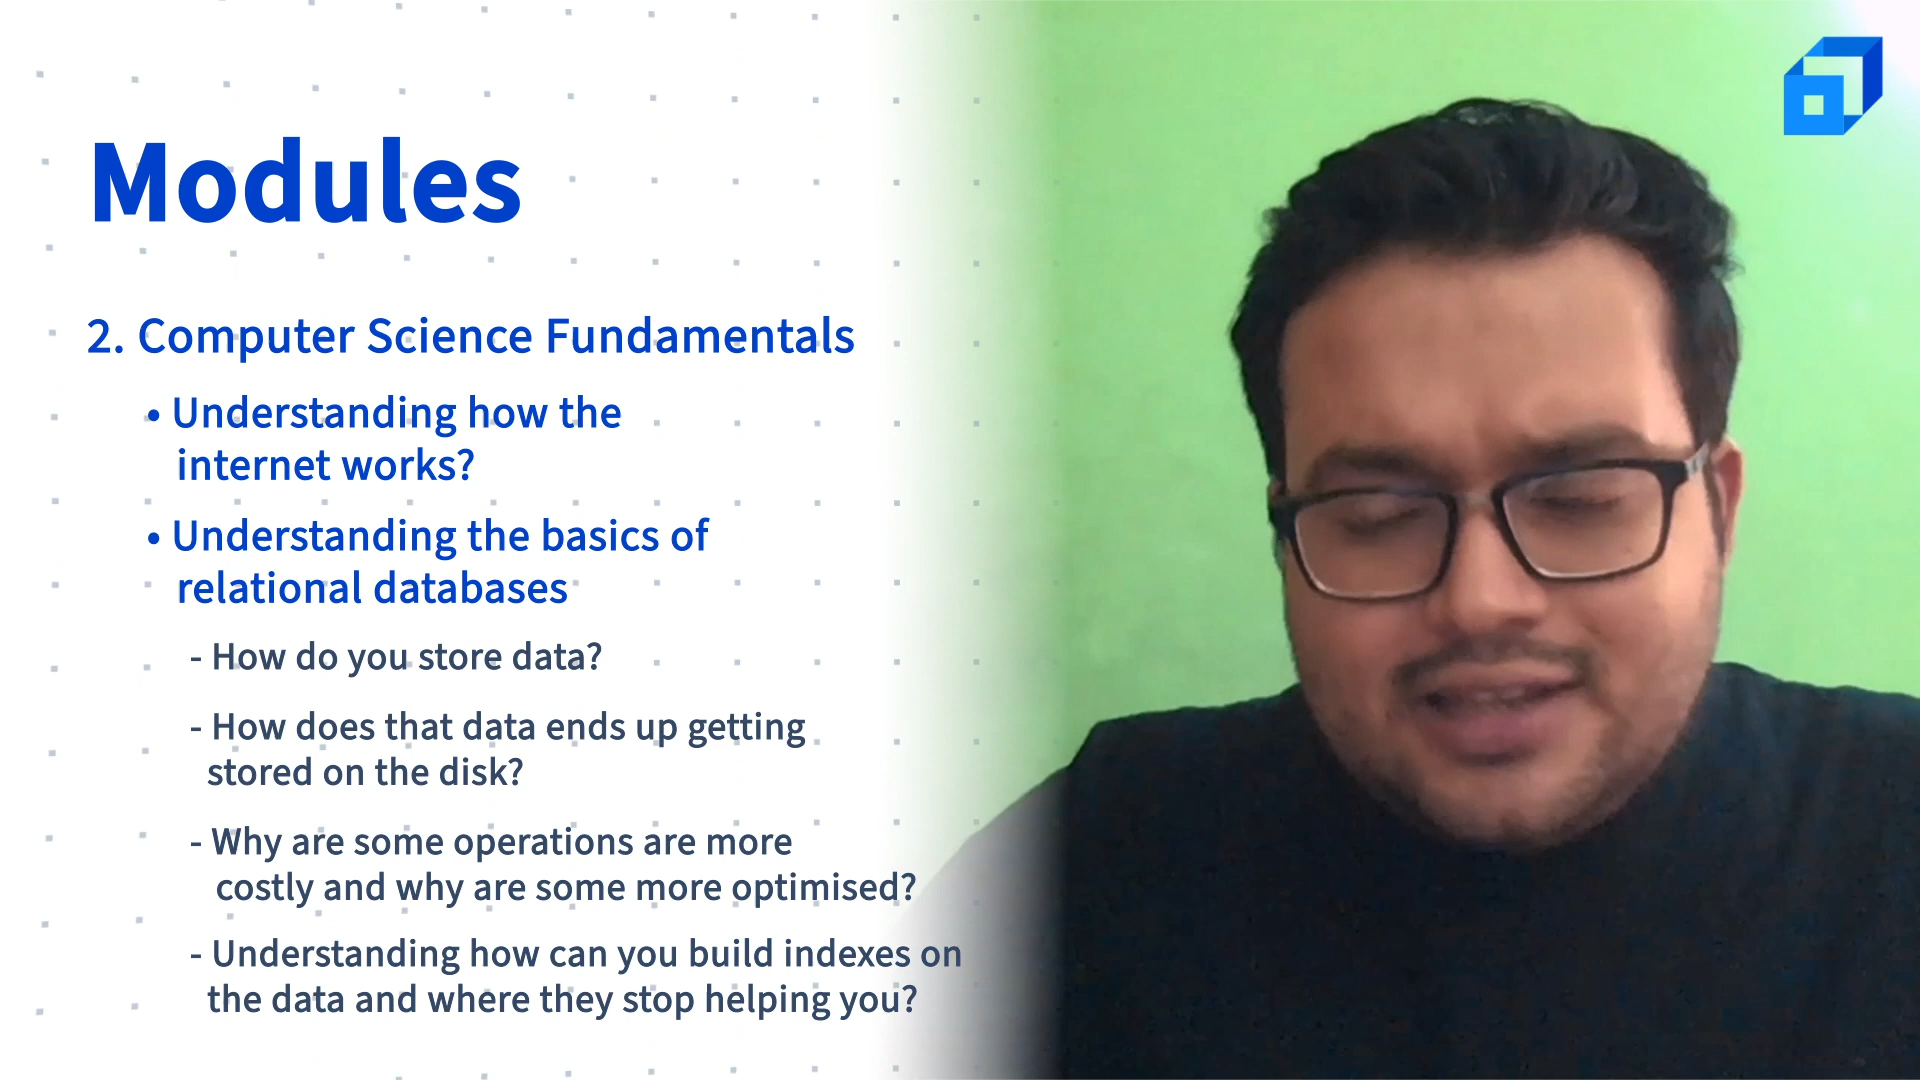 Modules
2. Computer Science Fundamentals
• Understanding how the
internet works?
• Understanding the basics of
relational databases
- How do you store data?
- How does that data ends up getting
stored on the disk?
- Why are some operations are more
costly and why are some more optimised?
- Understanding how can you build indexes on
the data and where they stop helping you?